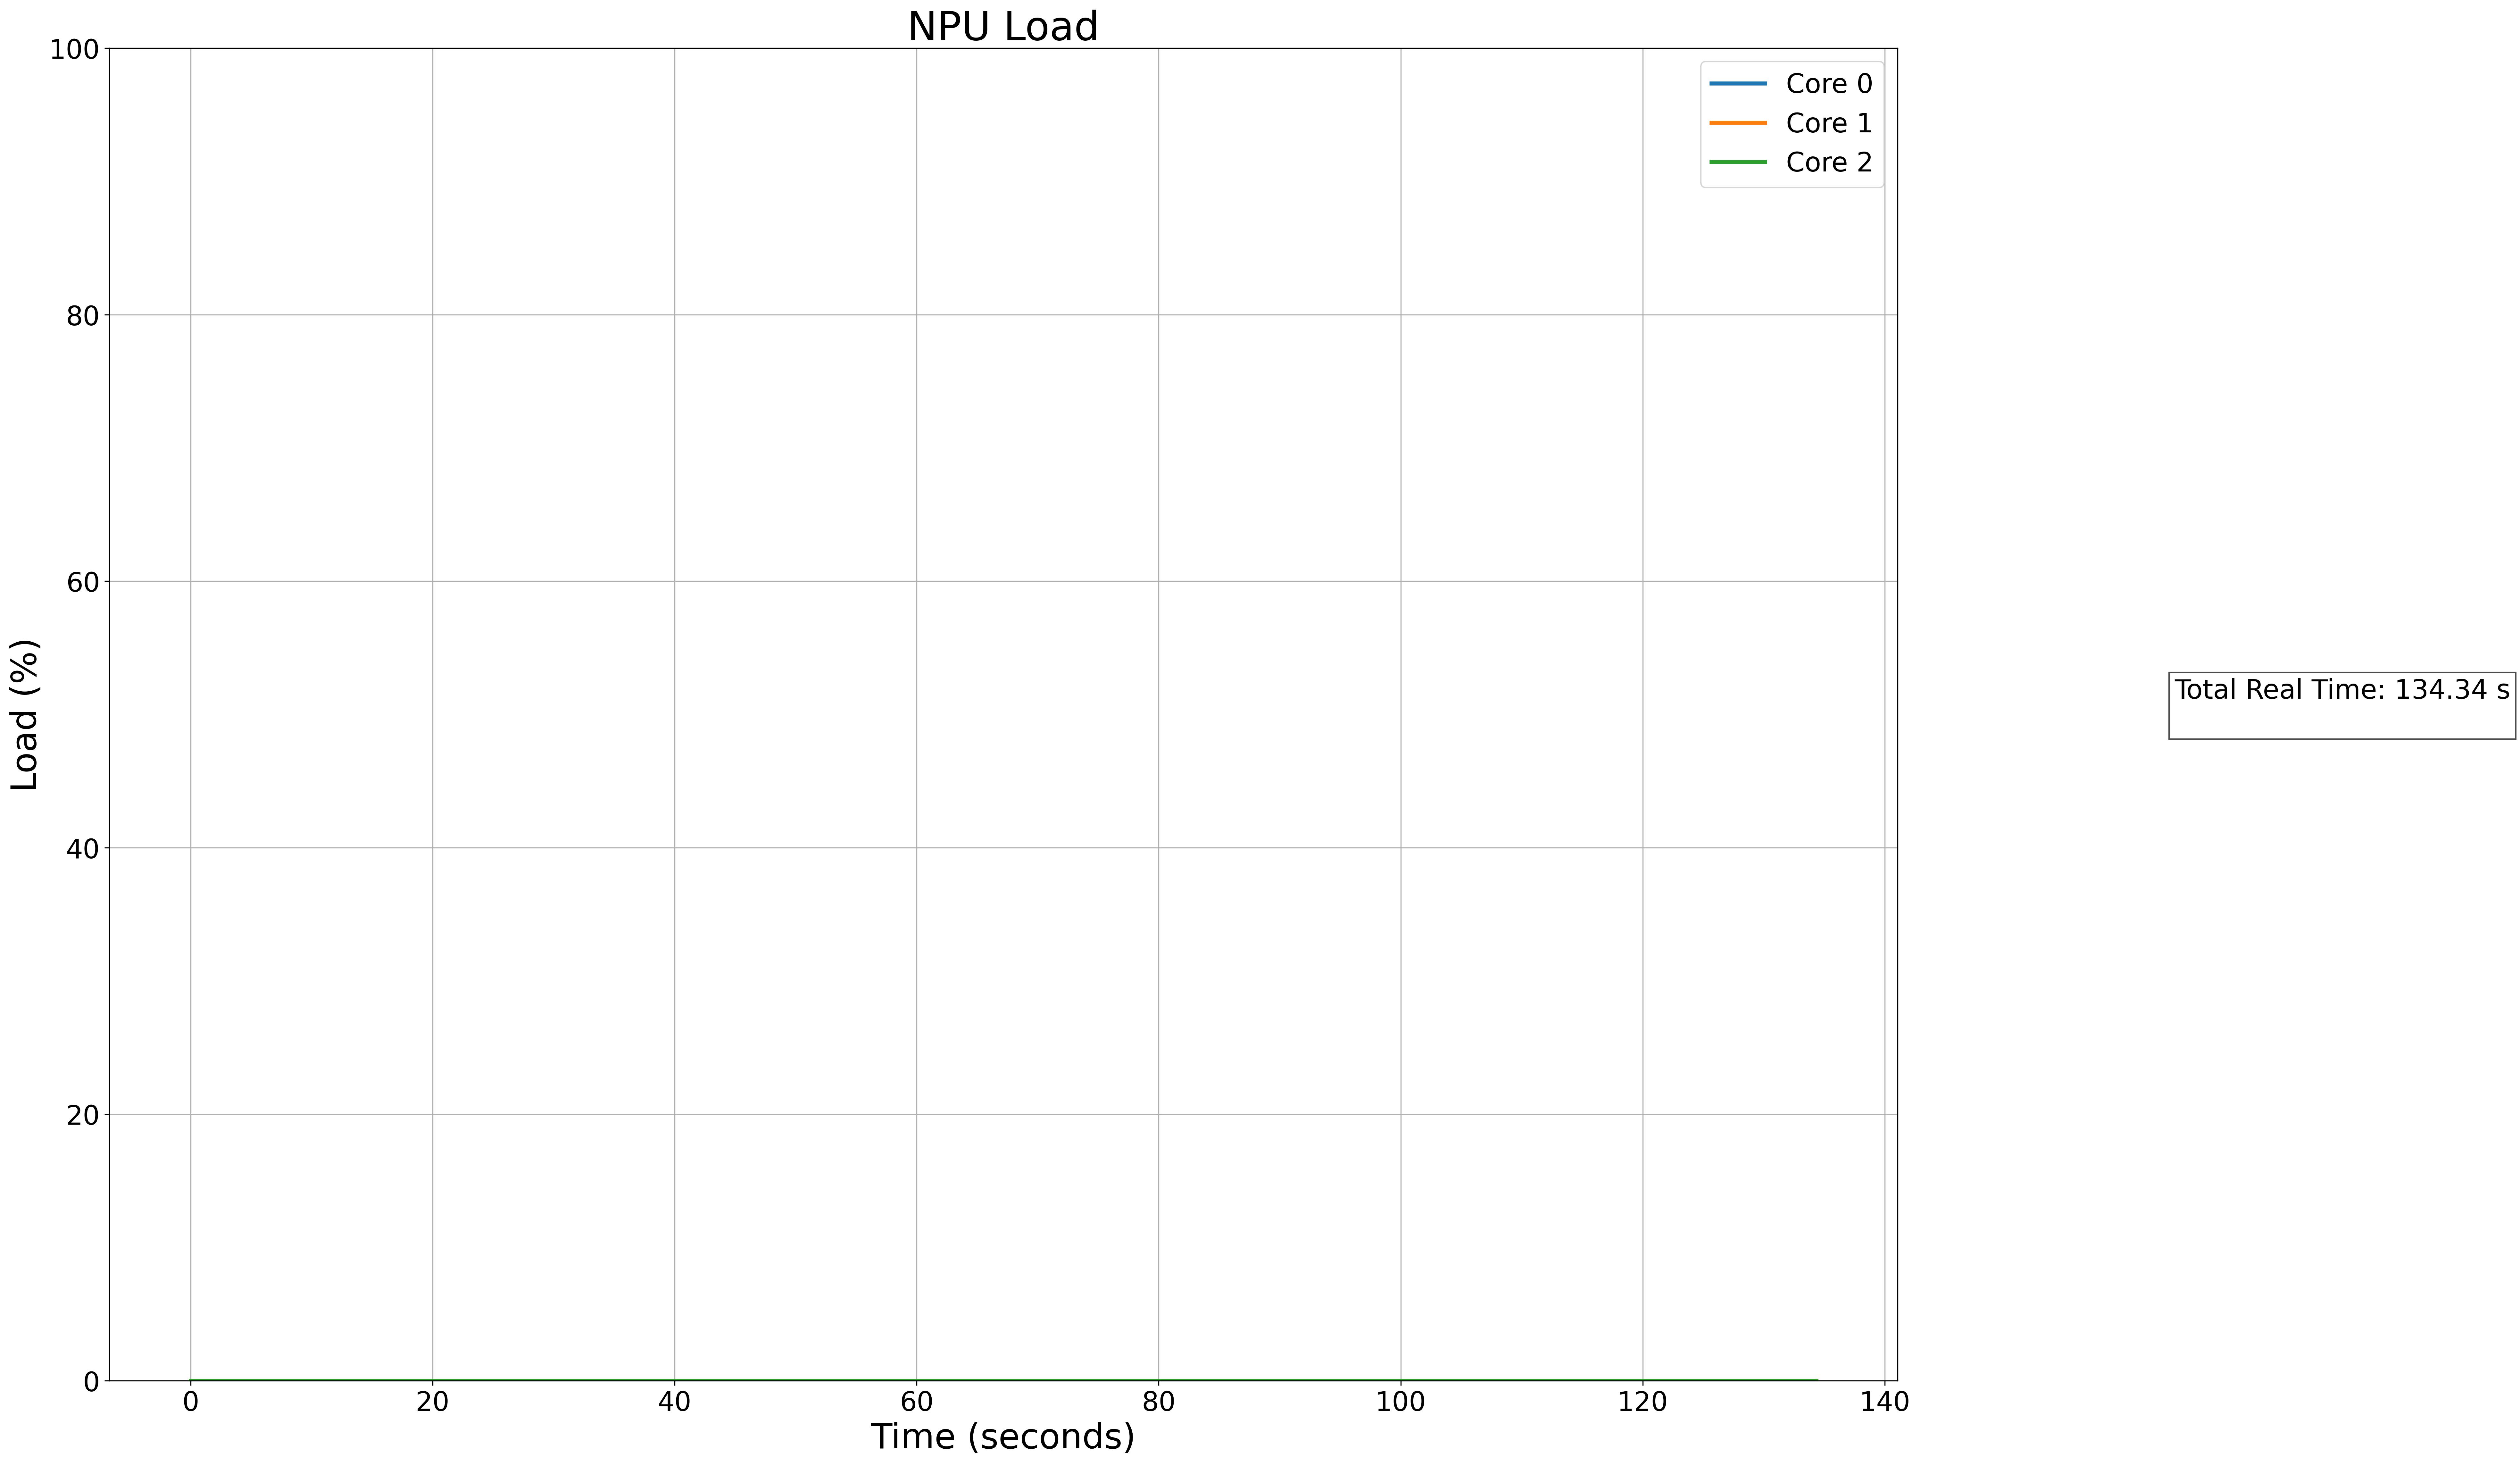 NPU Load
100
80
60
40
20
0
Load (%)
Core 0
Core 1
Core 2
0 20 40 60 80 100 120 140
Time (seconds)
Total Real Time: 134.34 s